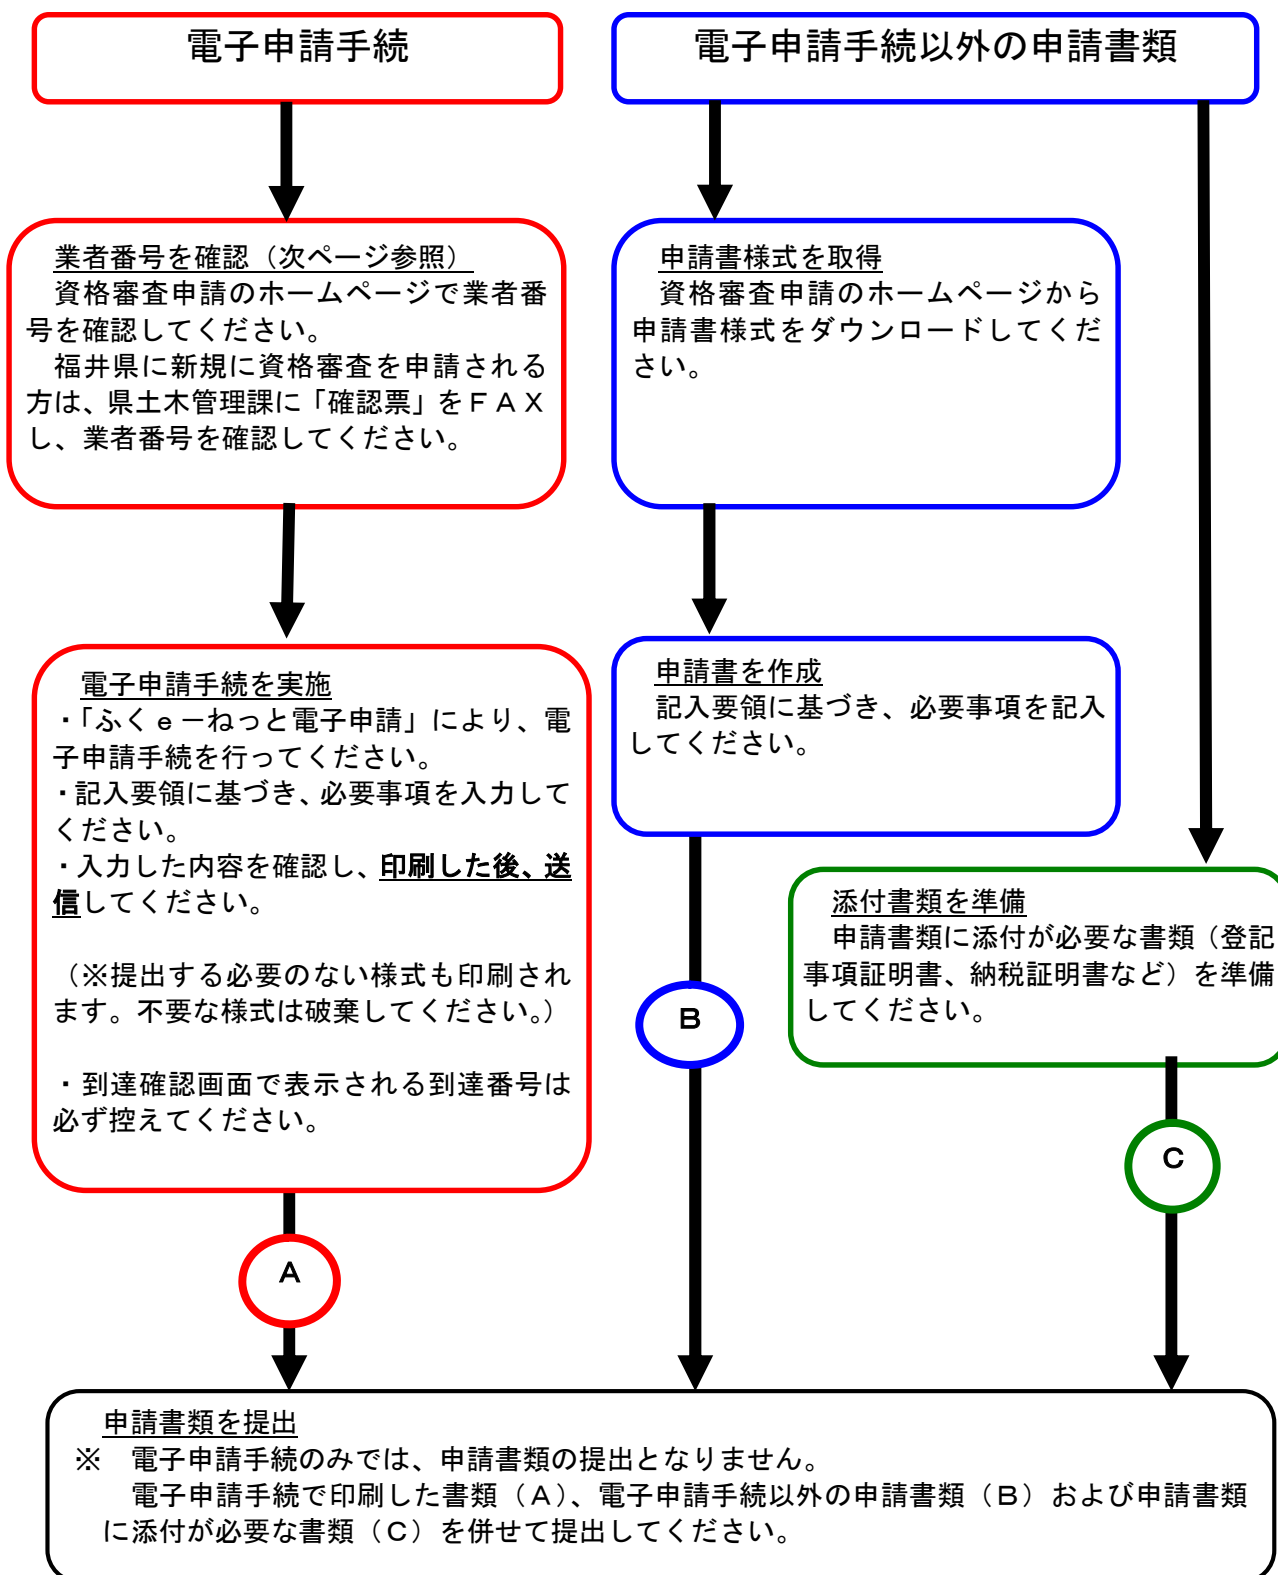 電子申請手続
電子申請手続以外の申請書類
業者番号を確認（次ページ参照）
資格審査申請のホームページで業者番
号を確認してください。
福井県に新規に資格審査を申請される
方は、県土木管理課に「確認票」をＦＡＸ
し、業者番号を確認してください。
申請書様式を取得
資格審査申請のホームページから
申請書様式をダウンロードしてくだ
さい。
電子申請手続を実施
・「ふくｅ－ねっと電子申請」により、電
子申請手続を行ってください。
・記入要領に基づき、必要事項を入力して
ください。
・入力した内容を確認し、印刷した後、送
信してください。
（※提出する必要のない様式も印刷され
ます。不要な様式は破棄してください。）
・到達確認画面で表示される到達番号は
必ず控えてください。
申請書を作成
記入要領に基づき、必要事項を記入
してください。
添付書類を準備
申請書類に添付が必要な書類（登記
事項証明書、納税証明書など）を準備
してください。
Ｂ
Ｃ
Ａ
申請書類を提出
※　電子申請手続のみでは、申請書類の提出となりません。
電子申請手続で印刷した書類（Ａ）、電子申請手続以外の申請書類（Ｂ）および申請書類
に添付が必要な書類（Ｃ）を併せて提出してください。